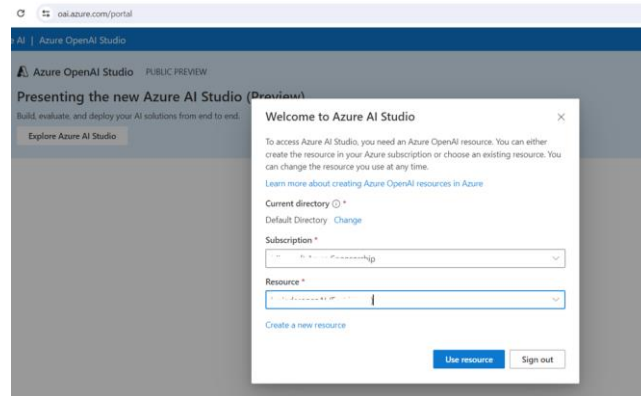 oai.azure.com/portal
AI | Azure OpenAI Studio
Azure OpenAI Studio PUBLIC PREVIEW
Presenting the new Azure AI Studio (Preview)
Build, evaluate, and deploy your AI solutions from end to end.
Explore Azure AI Studio
Welcome to Azure AI Studio
To access Azure AI Studio, you need an Azure OpenAI resource. You can either
create the resource in your Azure subscription or choose an existing resource. You
can change the resource you use at any time.
Learn more about creating Azure OpenAI resources in Azure
Current directory *
Default Directory Change
Subscription *
Resource *
Create a new resource
Use resource Sign out